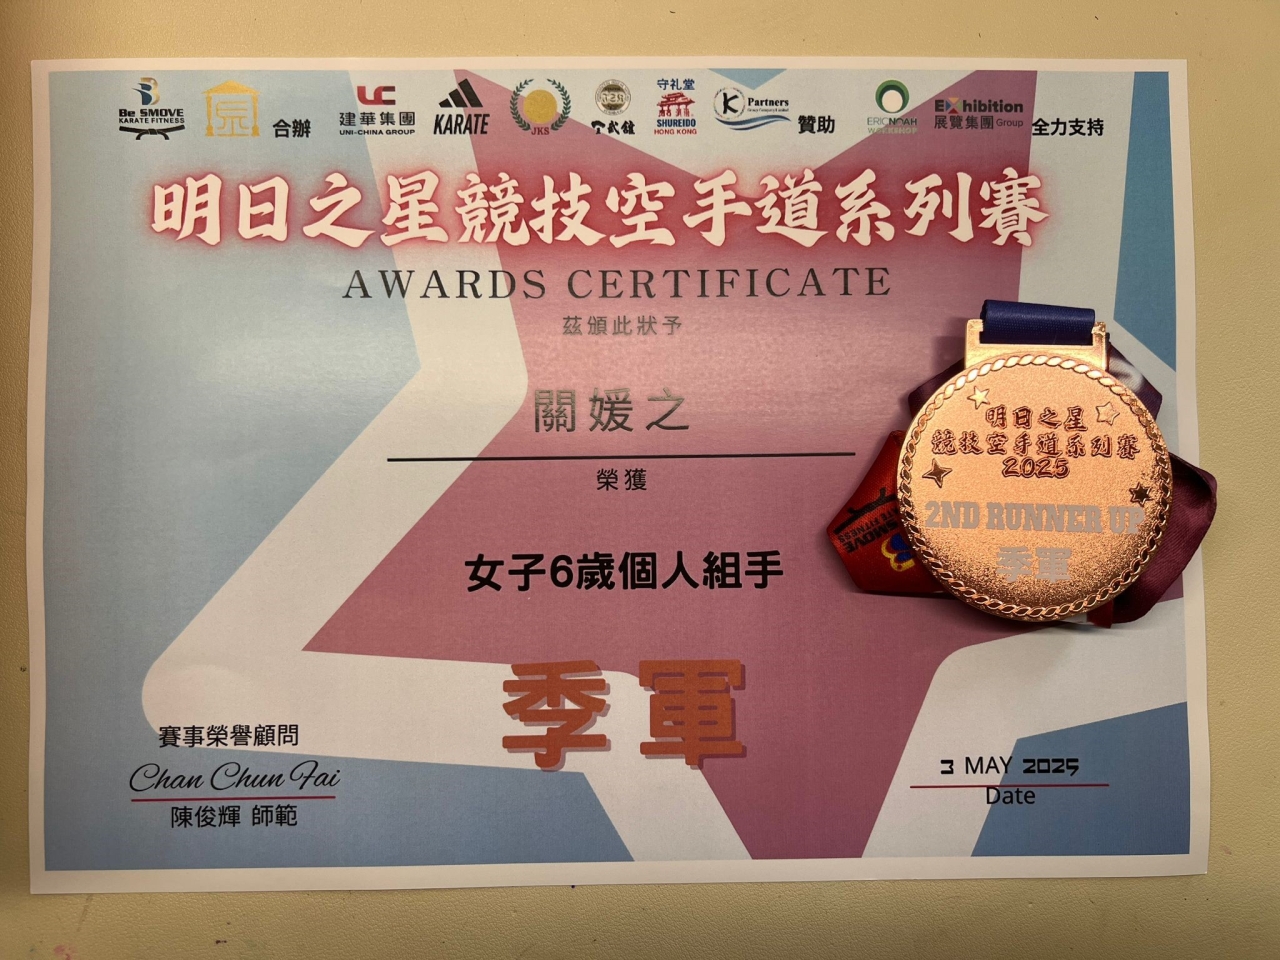 Be SMOVE
KARATE FITNESS
合辦
UC
建華集團
UNI-CHINA GROUP
KARATE
JKS
守礼堂
SHUREIDO
HONG KONG
K Partners
贊助
ERICNOAH
WORKSHOP
Exhibition
展覽集團 Group
全力支持
明日之星競技空手道系列賽
AWARDS CERTIFICATE
茲頒此狀予
關媛之
榮獲
女子6歲個人組手
季軍
賽事榮譽顧問
Chan Chun Fai
陳俊輝 師範
3 MAY 2025
Date
明日之星
競技空手道系列賽
2025
2ND RUNNER UP
季軍
SMOVE